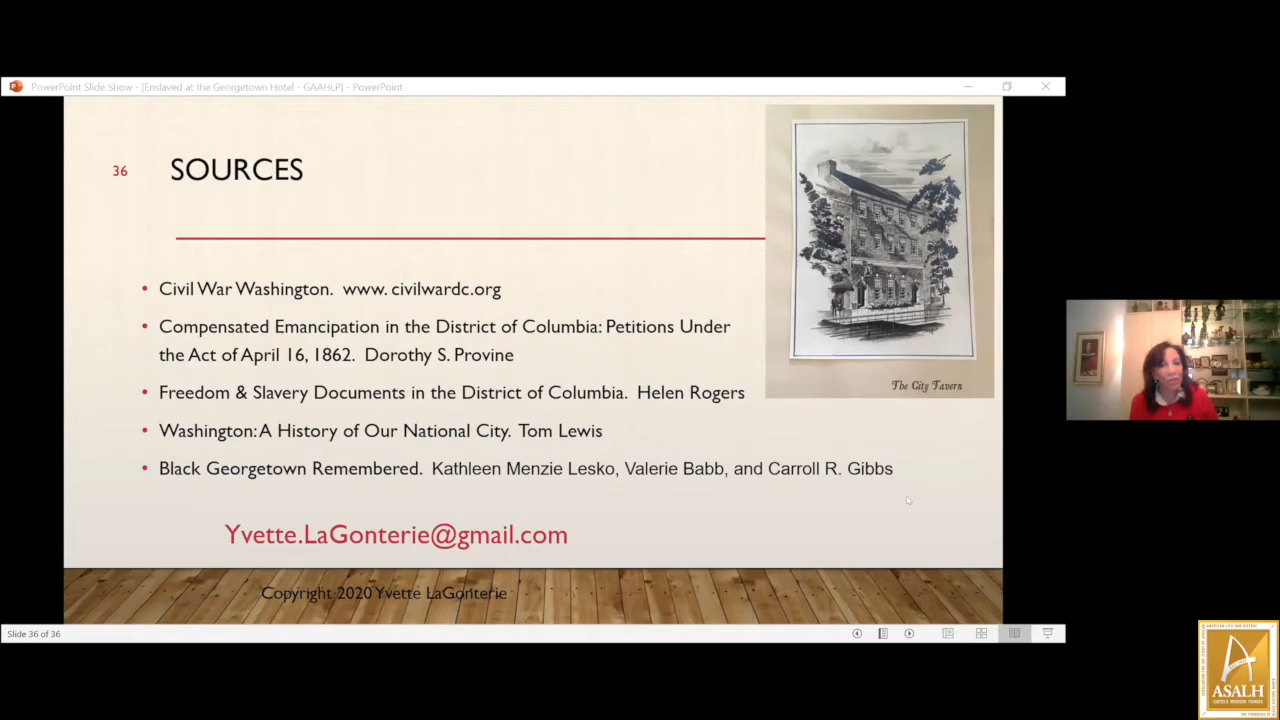 PowerPoint Slide Show - [Enslaved at the Georgetown Hotel - GAAHLP] - PowerPoint
36
SOURCES
• Civil War Washington. www. civilwardc.org
• Compensated Emancipation in the District of Columbia: Petitions Under
the Act of April 16, 1862. Dorothy S. Provine
• Freedom & Slavery Documents in the District of Columbia. Helen Rogers
• Washington: A History of Our National City. Tom Lewis
• Black Georgetown Remembered. Kathleen Menzie Lesko, Valerie Babb, and Carroll R. Gibbs
The City Tavern
Yvette.LaGonterie@gmail.com
Copyright 2020 Yvette LaGonterie
Slide 36 of 36
ASALH